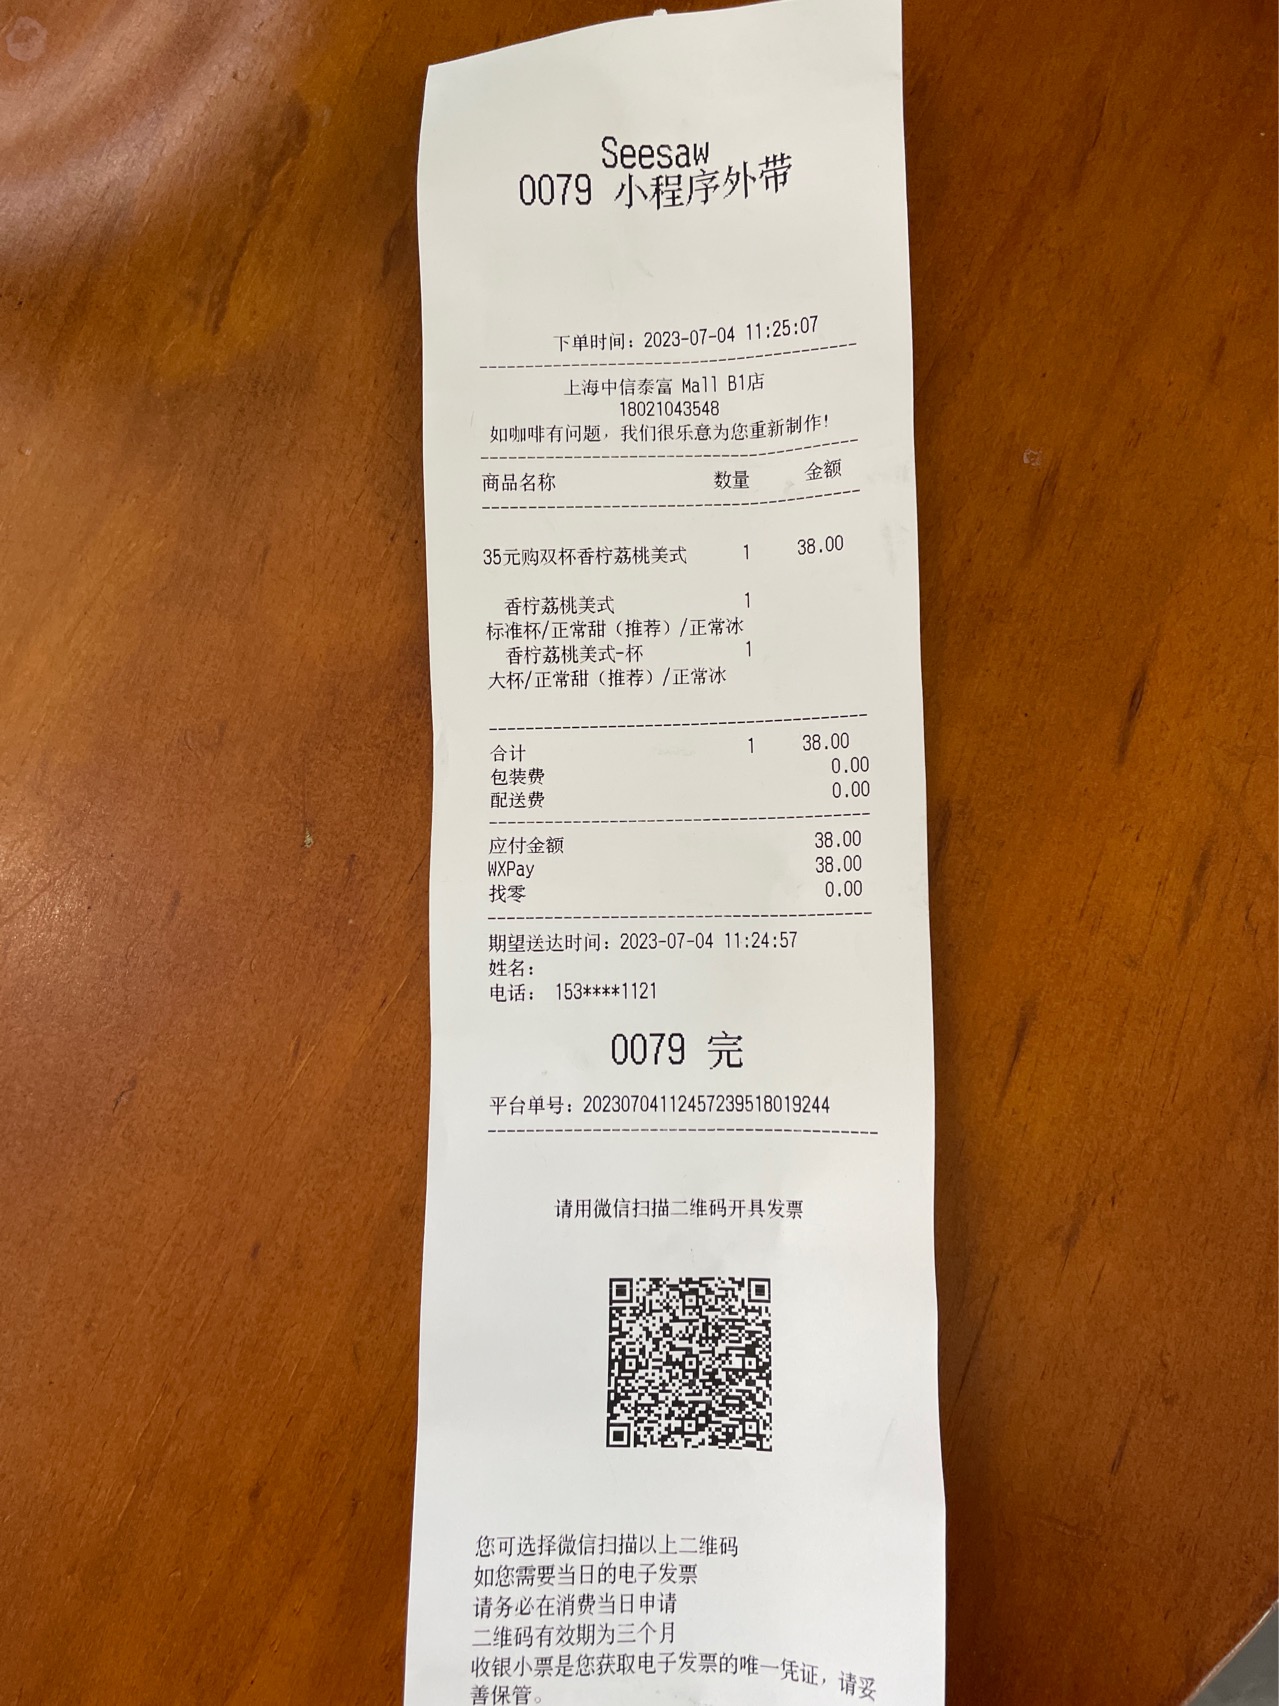 Seesaw
0079 小程序外带
下单时间：2023-07-04 11:25:07
上海中信泰富 Mall B1店
18021043548
如咖啡有问题，我们很乐意为您重新制作！
商品名称 数量 金额
35元购双杯香柠荔桃美式 1 38.00
香柠荔桃美式 1
标准杯/正常甜（推荐）/正常冰
香柠荔桃美式-杯 1
大杯/正常甜（推荐）/正常冰
合计 1 38.00
包装费 0.00
配送费 0.00
应付金额 38.00
WXPay 38.00
找零 0.00
期望送达时间：2023-07-04 11:24:57
姓名：
电话： 153****1121
0079 完
平台单号：20230704112457239518019244
请用微信扫描二维码开具发票
您可选择微信扫描以上二维码
如您需要当日的电子发票
请务必在消费当日申请
二维码有效期为三个月
收银小票是您获取电子发票的唯一凭证，请妥
善保管。